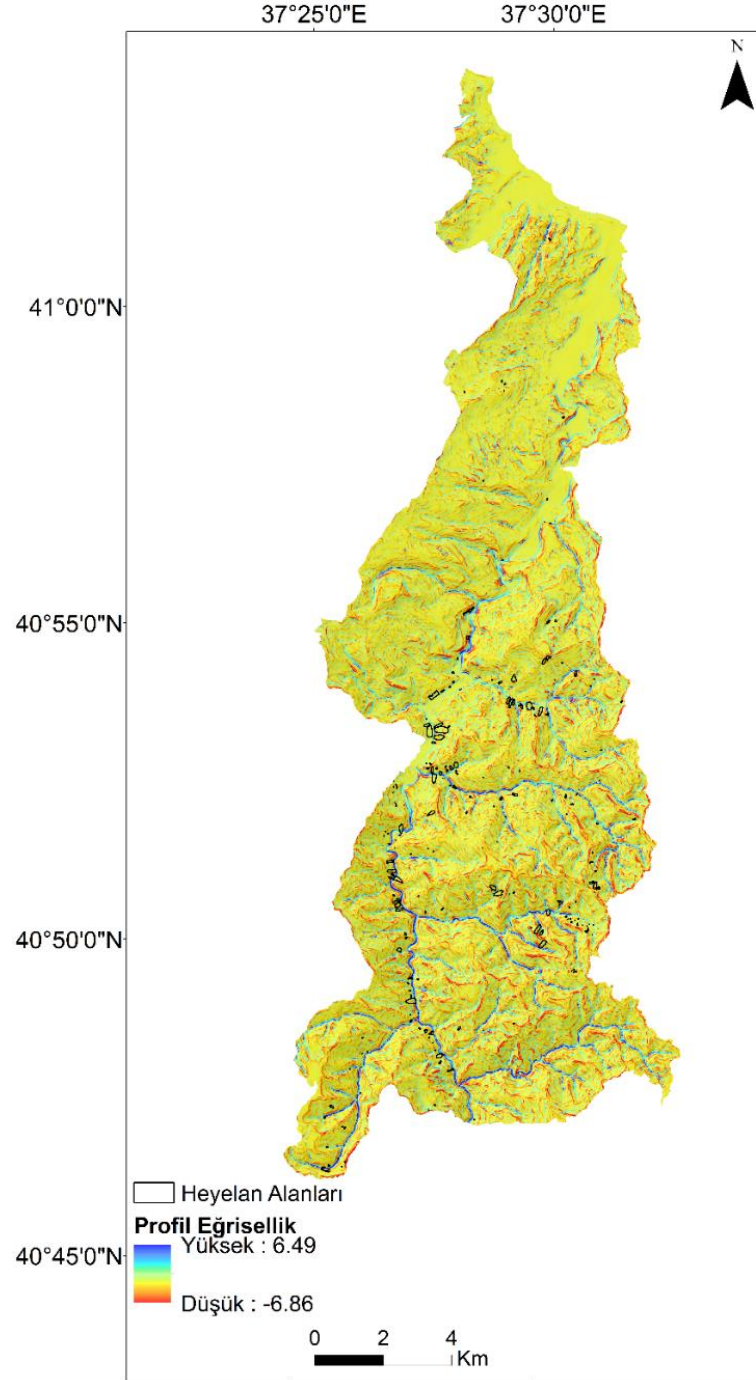 37°25'0"E 37°30'0"E
N
41°0'0"N
40°55'0"N
40°50'0"N
Heyelan Alanları
Profil Eğrisellik
Yüksek : 6.49
40°45'0"N
Düşük : -6.86
0 2 4
Km